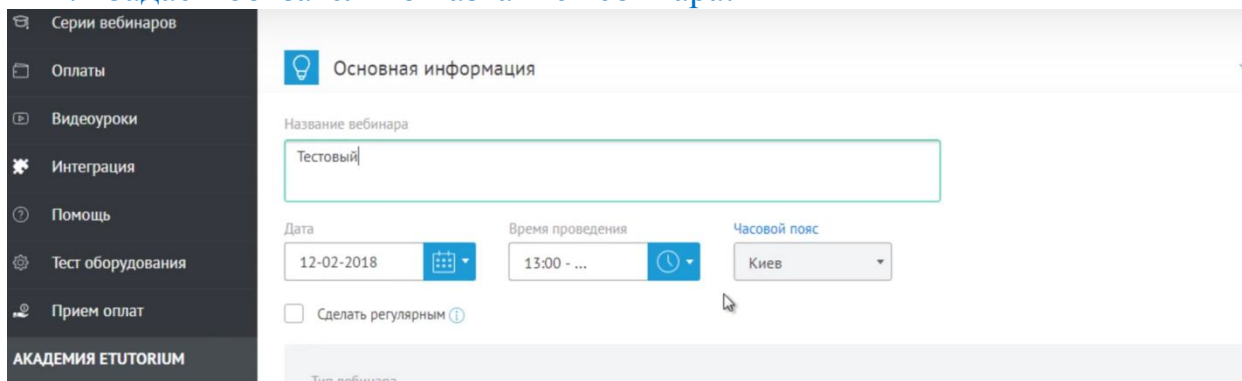 Серии вебинаров
Оплаты
Видеоуроки
Интеграция
Помощь
Тест оборудования
Прием оплат
АКАДЕМИЯ ETUTORIUM
Основная информация
Название вебинара
Тестовый
Дата
Время проведения
Часовой пояс
12-02-2018
13:00 - ...
Киев
Сделать регулярным